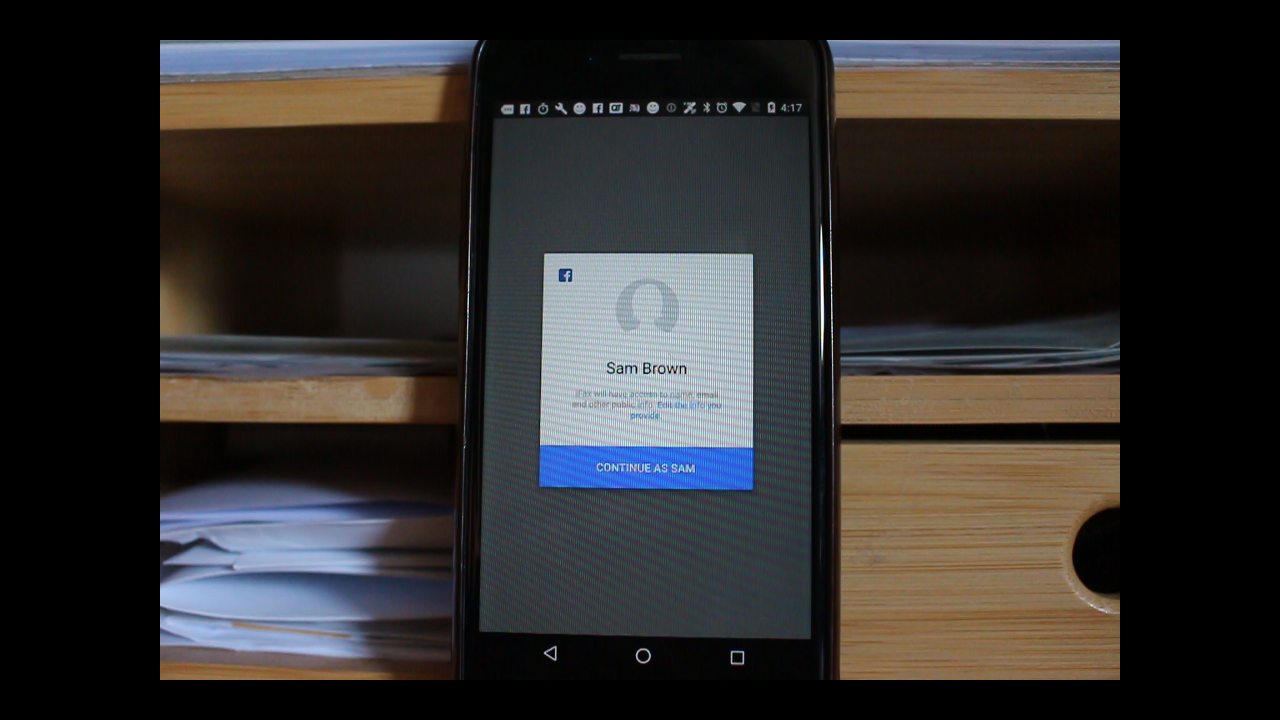 4:17
Sam Brown
will have access to name, email
and other public info. Edit the info you
provide.
CONTINUE AS SAM